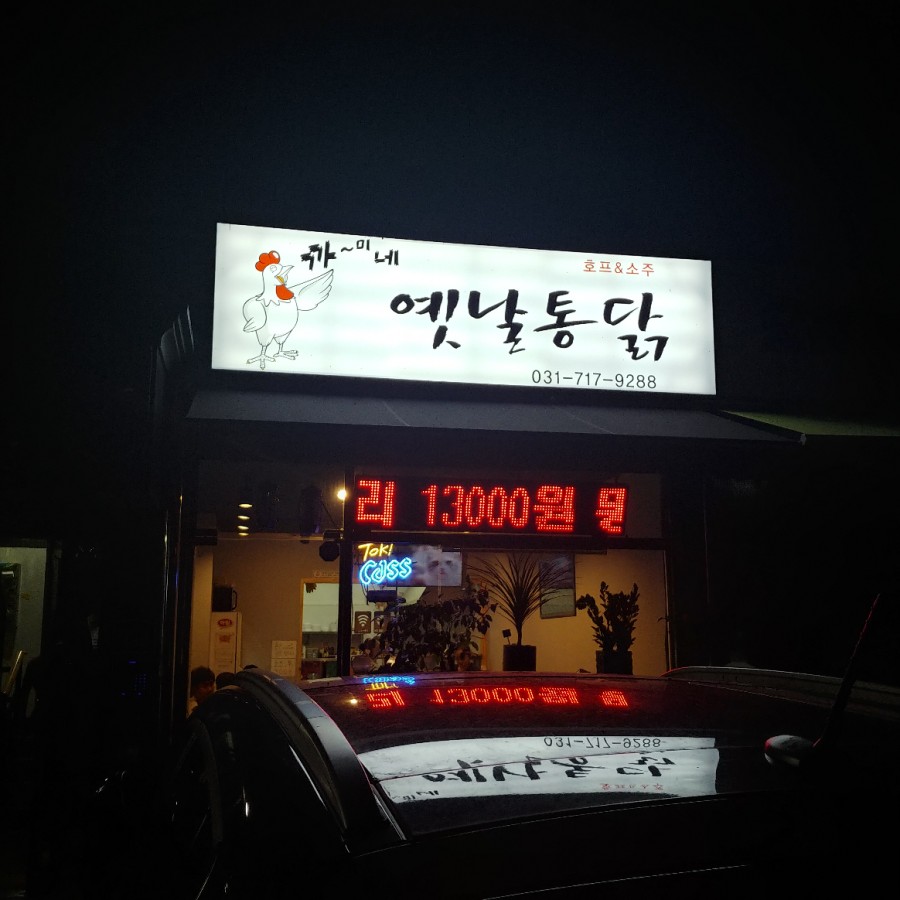 까~미네
호프&소주
옛날통닭
031-717-9288
리 13000원
TOKI
Cass